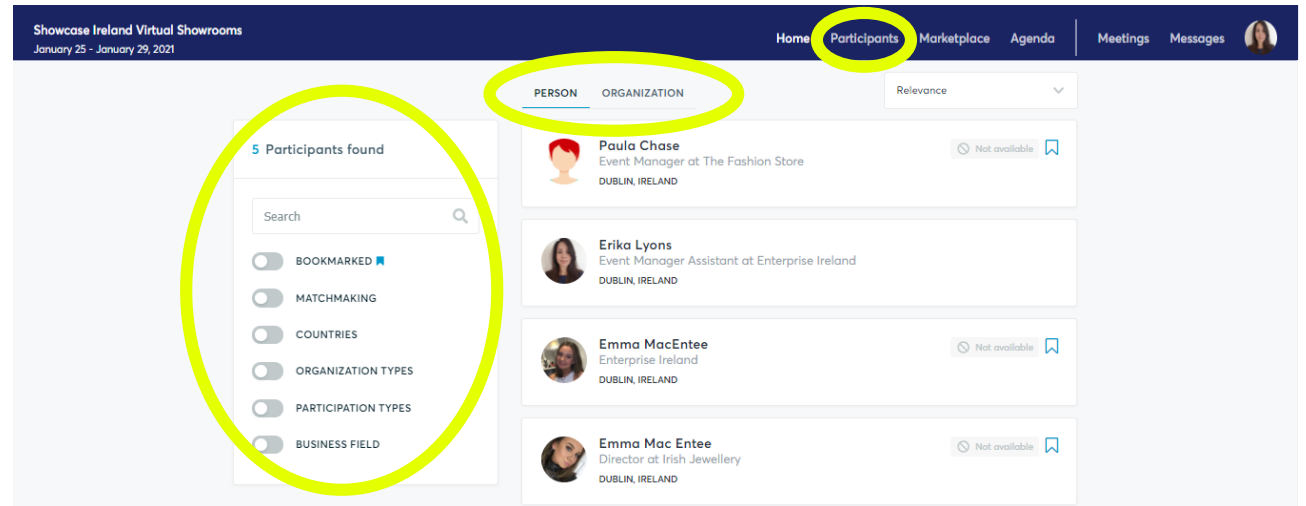 Showcase Ireland Virtual Showrooms
January 25 - January 29, 2021
Home Participants Marketplace Agenda Meetings Messages
PERSON ORGANIZATION
Relevance
5 Participants found
Search
BOOKMARKED
MATCHMAKING
COUNTRIES
ORGANIZATION TYPES
PARTICIPATION TYPES
BUSINESS FIELD
Paula Chase
Not available
Event Manager at The Fashion Store
DUBLIN, IRELAND
Erika Lyons
Event Manager Assistant at Enterprise Ireland
DUBLIN, IRELAND
Emma MacEntee
Not available
Enterprise Ireland
DUBLIN, IRELAND
Emma Mac Entee
Not available
Director at Irish Jewellery
DUBLIN, IRELAND